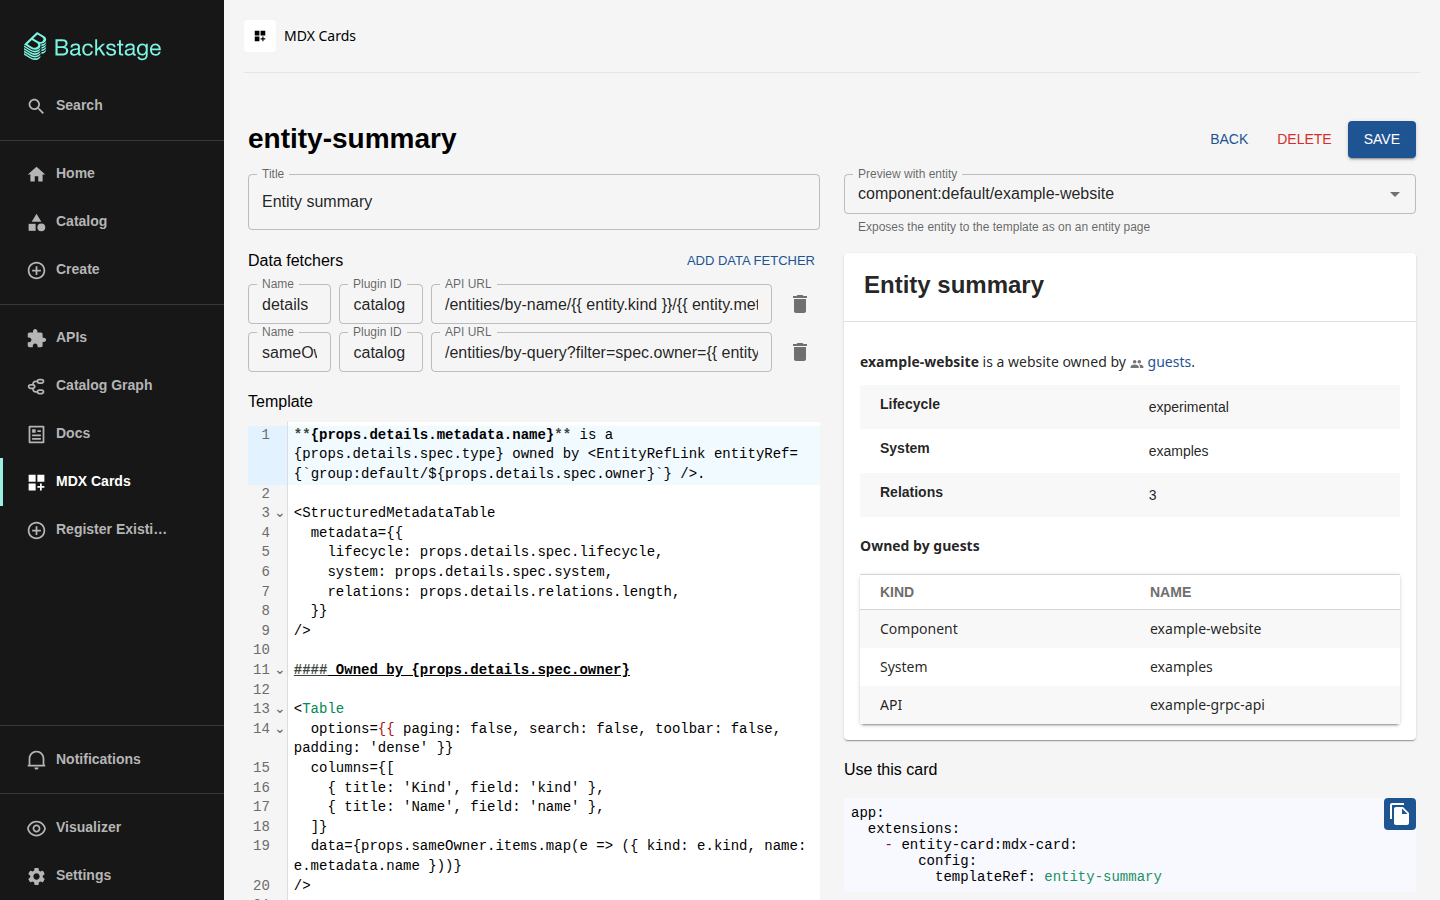 Backstage
Search
Home
Catalog
Create
APIs
Catalog Graph
Docs
MDX Cards
Register Existi…
Notifications
Visualizer
Settings
MDX Cards
entity-summary
BACK
DELETE
SAVE
Title
Entity summary
Data fetchers
ADD DATA FETCHER
Name
details
Plugin ID
catalog
API URL
/entities/by-name/{{ entity.kind }}/{{ entity.met
Name
sameOw
Plugin ID
catalog
API URL
/entities/by-query?filter=spec.owner={{ entity
Template
1 **{props.details.metadata.name}** is a
{props.details.spec.type} owned by <EntityRefLink entityRef=
{`group:default/${props.details.spec.owner}`} />.
2
3 <StructuredMetadataTable
4 metadata={{
5 lifecycle: props.details.spec.lifecycle,
6 system: props.details.spec.system,
7 relations: props.details.relations.length,
8 }}
9 />
10
11 #### Owned by {props.details.spec.owner}
12
13 <Table
14 options={{ paging: false, search: false, toolbar: false,
padding: 'dense' }}
15 columns={[
16 { title: 'Kind', field: 'kind' },
17 { title: 'Name', field: 'name' },
18 ]}
19 data={props.sameOwner.items.map(e => ({ kind: e.kind, name:
e.metadata.name }))}
20 />
Preview with entity
component:default/example-website
Exposes the entity to the template as on an entity page
Entity summary
example-website is a website owned by guests.
Lifecycle experimental
System examples
Relations 3
Owned by guests
KIND NAME
Component example-website
System examples
API example-grpc-api
Use this card
app:
extensions:
- entity-card:mdx-card:
config:
templateRef: entity-summary